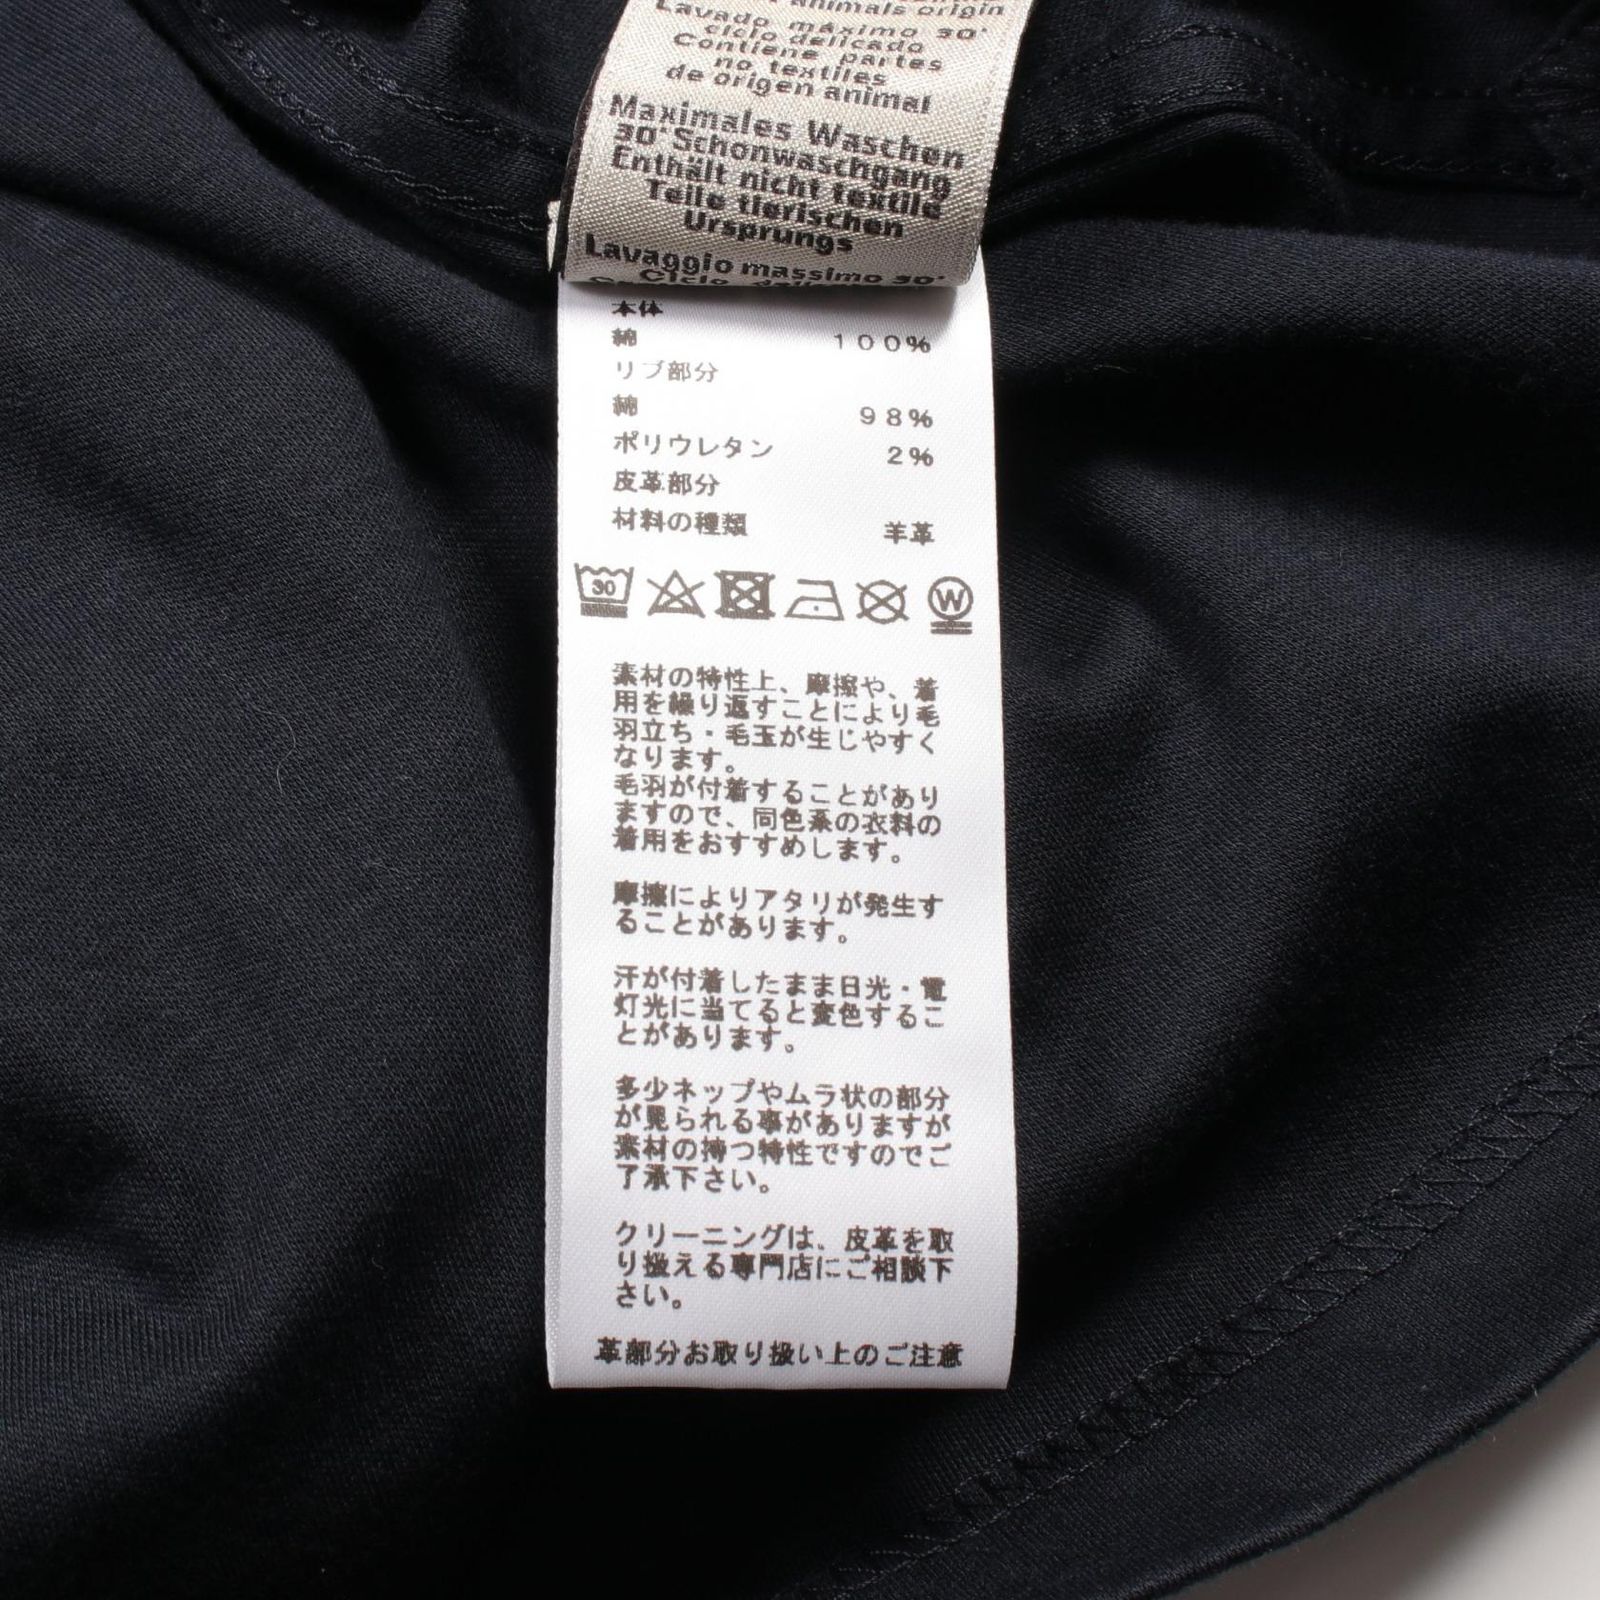 animals origin
Lavado máximo 30°
ciclo delicado
Contiene partes
no textiles
de origen animal
Maximales Waschen
30° Schonwaschgang
Enthält nicht textile
Teile tierischen
Ursprungs
Lavaggio massimo 30°
Ciclo
本体
綿 100%
リブ部分
綿 98%
ポリウレタン 2%
皮革部分
材料の種類 羊革
30 W
素材の特性上、摩擦や、着
用を繰り返すことにより毛
羽立ち・毛玉が生じやすく
なります。
毛羽が付着することがあり
ますので、同色系の衣料の
着用をおすすめします。
摩擦によりアタリが発生す
ることがあります。
汗が付着したまま日光・電
灯光に当てると変色するこ
とがあります。
多少ネップやムラ状の部分
が見られる事がありますが
素材の持つ特性ですのでご
了承下さい。
クリーニングは、皮革を取
り扱える専門店にご相談下
さい。
革部分お取り扱い上のご注意